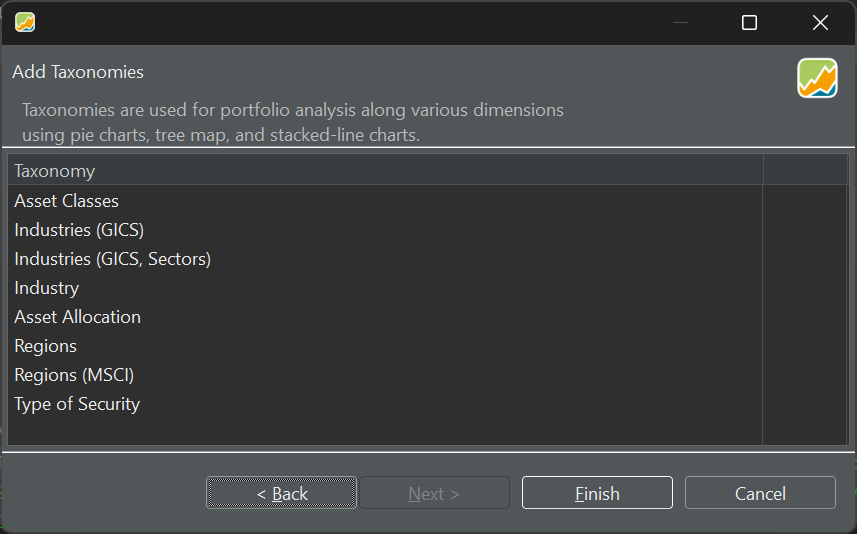 Add Taxonomies
Taxonomies are used for portfolio analysis along various dimensions
using pie charts, tree map, and stacked-line charts.
Taxonomy
Asset Classes
Industries (GICS)
Industries (GICS, Sectors)
Industry
Asset Allocation
Regions
Regions (MSCI)
Type of Security
< Back
Next >
Finish
Cancel